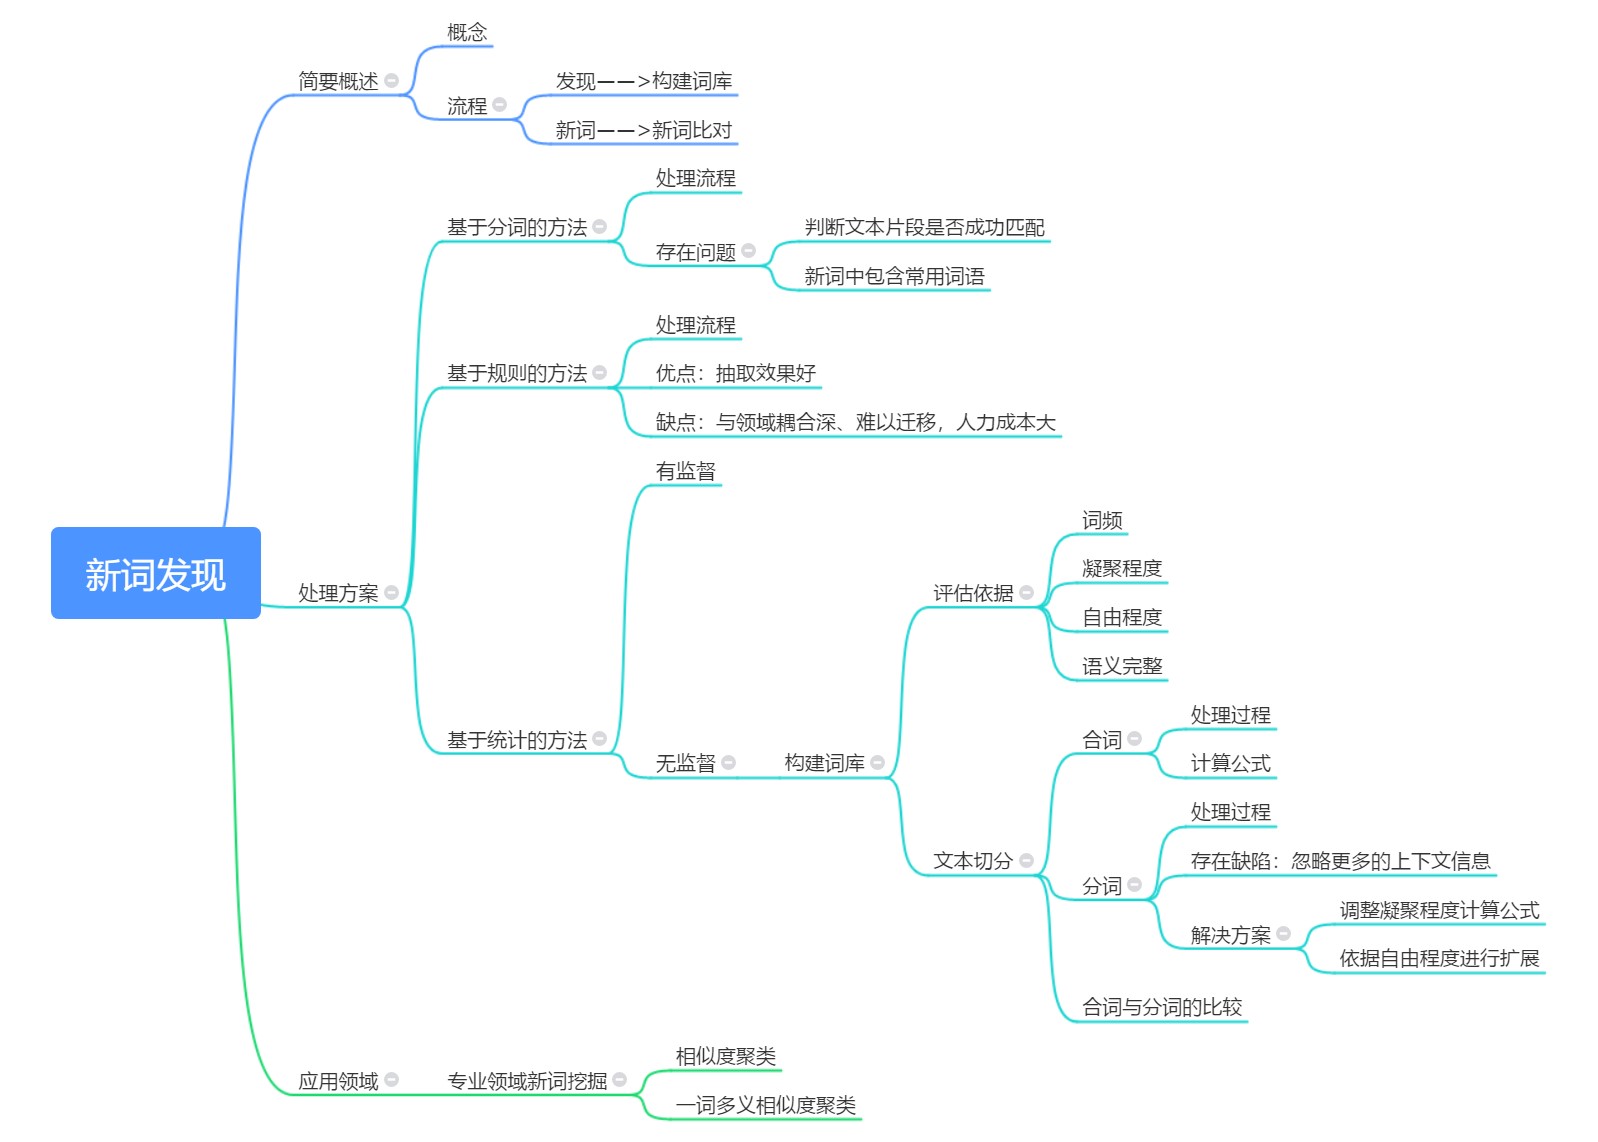 新词发现
简要概述
概念
流程
发现——>构建词库
新词——>新词比对
处理方案
基于分词的方法
处理流程
存在问题
判断文本片段是否成功匹配
新词中包含常用词语
基于规则的方法
处理流程
优点：抽取效果好
缺点：与领域耦合深、难以迁移，人力成本大
基于统计的方法
有监督
无监督
构建词库
评估依据
词频
凝聚程度
自由程度
语义完整
文本切分
合词
处理过程
计算公式
分词
处理过程
存在缺陷：忽略更多的上下文信息
解决方案
调整凝聚程度计算公式
依据自由程度进行扩展
合词与分词的比较
应用领域
专业领域新词挖掘
相似度聚类
一词多义相似度聚类